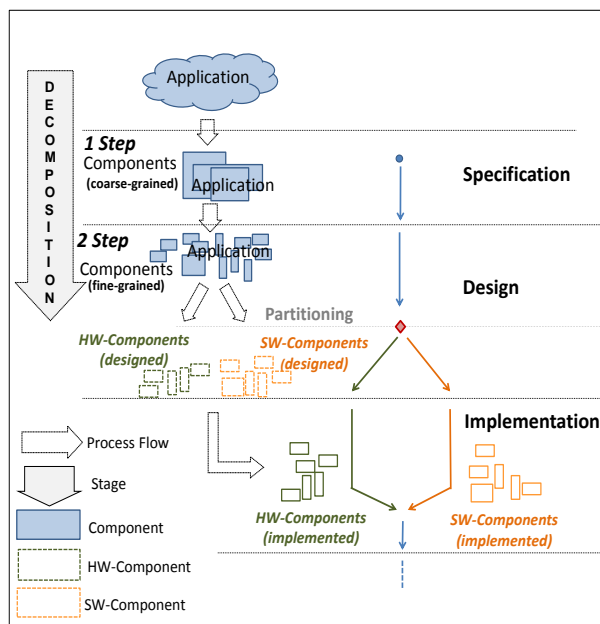 Application
DECOMPOSITION
1 Step
Components
(coarse-grained)
Application
Specification
2 Step
Application
Components
(fine-grained)
Design
Partitioning
HW-Components
(designed)
SW-Components
(designed)
Implementation
Process Flow
Stage
Component
HW-Component
SW-Component
HW-Components
(implemented)
SW-Components
(implemented)